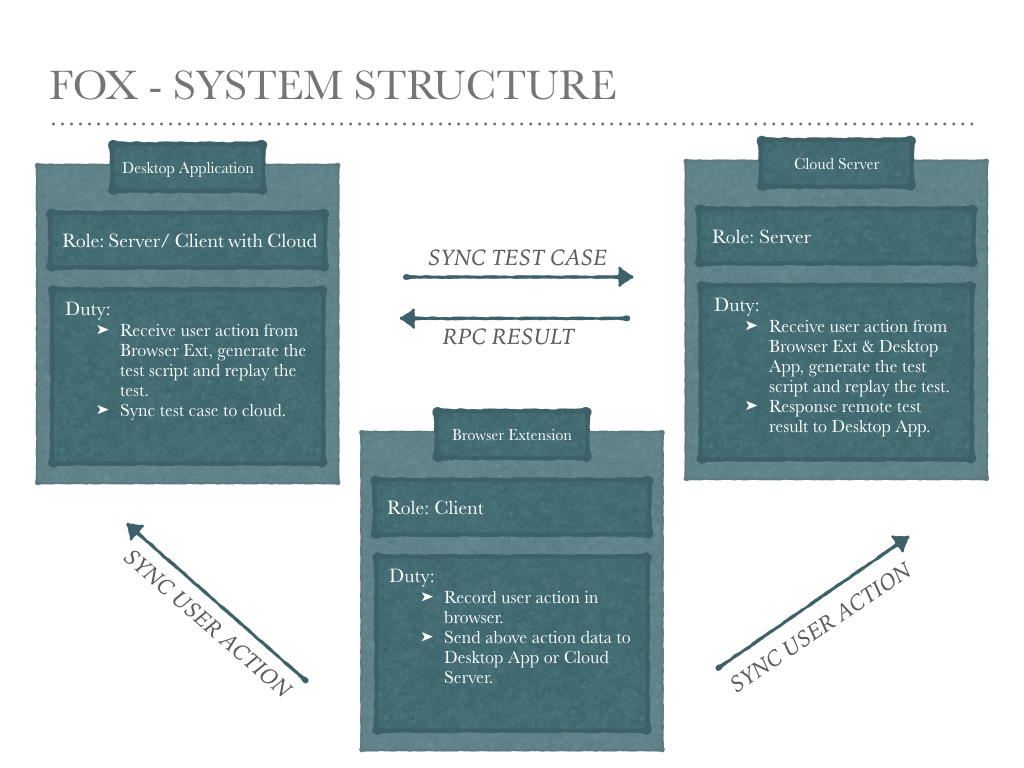 FOX - SYSTEM STRUCTURE
Desktop Application
Role: Server/ Client with Cloud
Duty:
➤ Receive user action from
Browser Ext, generate the
test script and replay the
test.
➤ Sync test case to cloud.
SYNC TEST CASE
RPC RESULT
Cloud Server
Role: Server
Duty:
➤ Receive user action from
Browser Ext & Desktop
App, generate the test
script and replay the test.
➤ Response remote test
result to Desktop App.
Browser Extension
Role: Client
Duty:
➤ Record user action in
browser.
➤ Send above action data to
Desktop App or Cloud
Server.
SYNC USER ACTION
SYNC USER ACTION